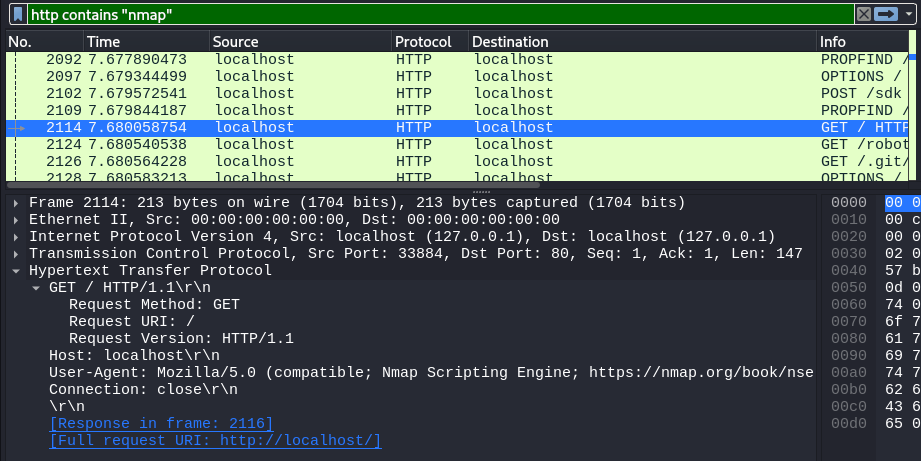 http contains "nmap"
No. Time Source Protocol Destination Info
2092 7.677890473 localhost HTTP localhost PROPFIND /
2097 7.679344499 localhost HTTP localhost OPTIONS /
2102 7.679572541 localhost HTTP localhost POST /sdk
2109 7.679844187 localhost HTTP localhost PROPFIND /
2114 7.680058754 localhost HTTP localhost GET / HTTP
2124 7.680540538 localhost HTTP localhost GET /robot
2126 7.680564228 localhost HTTP localhost GET /.git/
2128 7.680583213 localhost HTTP localhost OPTIONS /
Frame 2114: 213 bytes on wire (1704 bits), 213 bytes captured (1704 bits) 0000 00 0
Ethernet II, Src: 00:00:00:00:00:00, Dst: 00:00:00:00:00:00 0010 00 c
Internet Protocol Version 4, Src: localhost (127.0.0.1), Dst: localhost (127.0.0.1) 0020 00 0
Transmission Control Protocol, Src Port: 33884, Dst Port: 80, Seq: 1, Ack: 1, Len: 147 0030 02 0
Hypertext Transfer Protocol 0040 57 b
GET / HTTP/1.1\r\n 0050 0d 0
Request Method: GET 0060 74 0
Request URI: / 0070 6f 7
Request Version: HTTP/1.1 0080 61 7
Host: localhost\r\n 0090 69 7
User-Agent: Mozilla/5.0 (compatible; Nmap Scripting Engine; https://nmap.org/book/nse 00a0 74 7
Connection: close\r\n 00b0 62 6
\r\n 00c0 43 6
[Response in frame: 2116] 00d0 65 0
[Full request URI: http://localhost/]